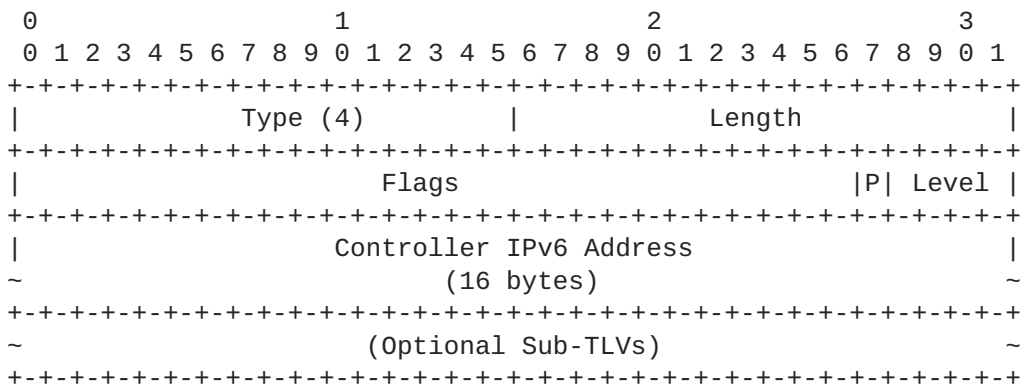 0                   1                   2                   3
 0 1 2 3 4 5 6 7 8 9 0 1 2 3 4 5 6 7 8 9 0 1 2 3 4 5 6 7 8 9 0 1
+-+-+-+-+-+-+-+-+-+-+-+-+-+-+-+-+-+-+-+-+-+-+-+-+-+-+-+-+-+-+-+-+
|              Type (4)         |            Length             |
+-+-+-+-+-+-+-+-+-+-+-+-+-+-+-+-+-+-+-+-+-+-+-+-+-+-+-+-+-+-+-+-+
|                       Flags                         |P| Level |
+-+-+-+-+-+-+-+-+-+-+-+-+-+-+-+-+-+-+-+-+-+-+-+-+-+-+-+-+-+-+-+-+
|                    Controller IPv6 Address                    |
~                           (16 bytes)                          ~
+-+-+-+-+-+-+-+-+-+-+-+-+-+-+-+-+-+-+-+-+-+-+-+-+-+-+-+-+-+-+-+-+
~                      (Optional Sub-TLVs)                      ~
+-+-+-+-+-+-+-+-+-+-+-+-+-+-+-+-+-+-+-+-+-+-+-+-+-+-+-+-+-+-+-+-+